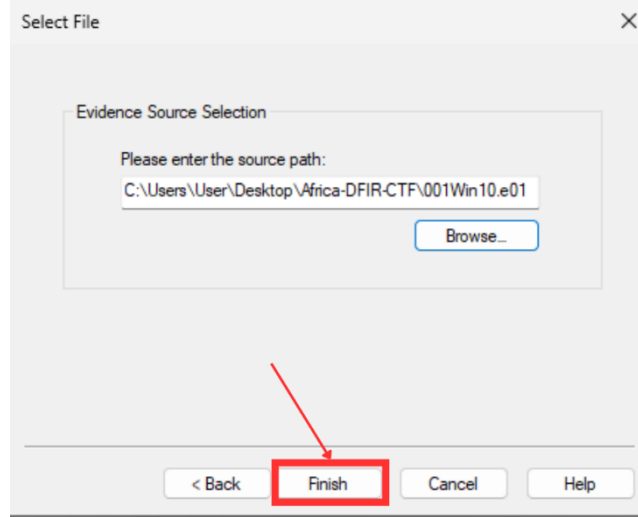 Select File
Evidence Source Selection
Please enter the source path:
C:\Users\User\Desktop\Africa-DFIR-CTF\001Win10.e01
Browse...
< Back Finish Cancel Help